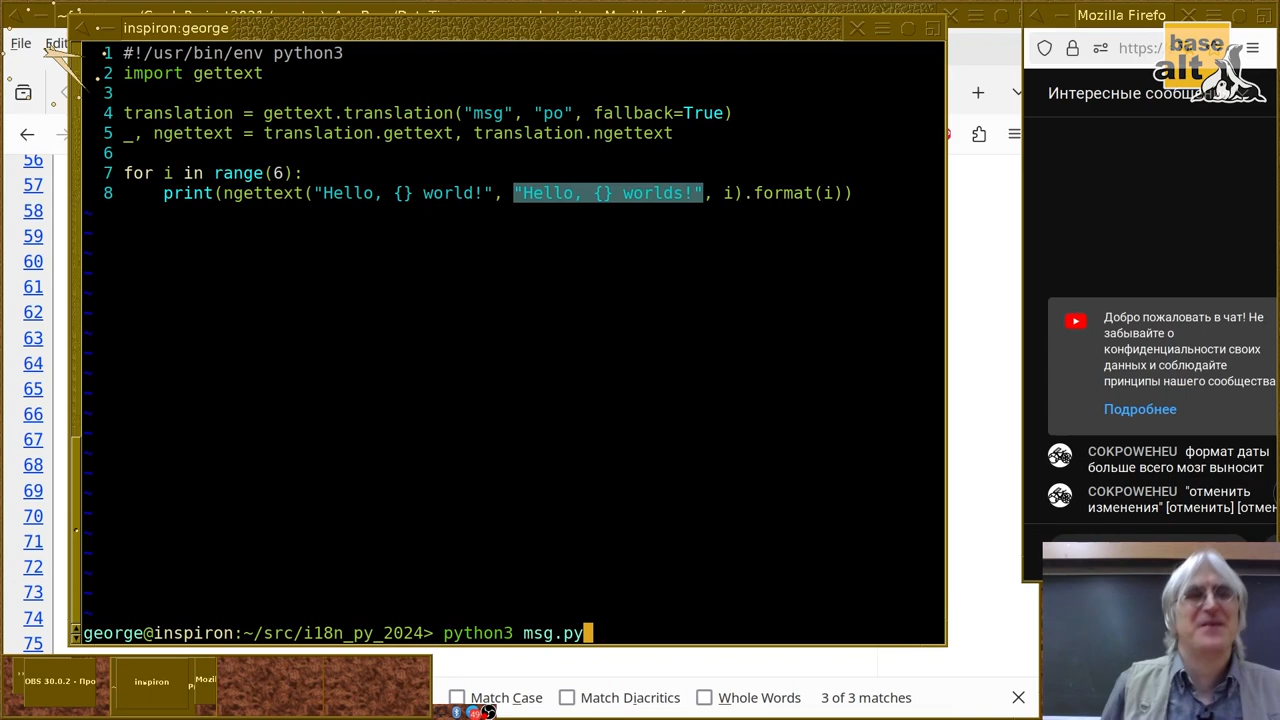 inspiron:george
1 #!/usr/bin/env python3
2 import gettext
3
4 translation = gettext.translation("msg", "po", fallback=True)
5 _, ngettext = translation.gettext, translation.ngettext
6
7 for i in range(6):
8     print(ngettext("Hello, {} world!", "Hello, {} worlds!", i).format(i))
~
george@inspiron:~/src/i18n_py_2024> python3 msg.py
File Edit
56
57
58
59
60
61
62
63
64
65
66
67
68
69
70
71
72
73
74
75
Mozilla Firefo
https:/
base
alt
Интересные сообщен
Добро пожаловать в чат! Не
забывайте о
конфиденциальности своих
данных и соблюдайте
принципы нашего сообщества
Подробнее
COKPOWEHEU формат даты
больше всего мозг выносит
COKPOWEHEU "отменить
изменения" [отменить] [отмен
OBS 30.0.2 - Про
inspiron
Mozil
Match Case
Match Diacritics
Whole Words
3 of 3 matches